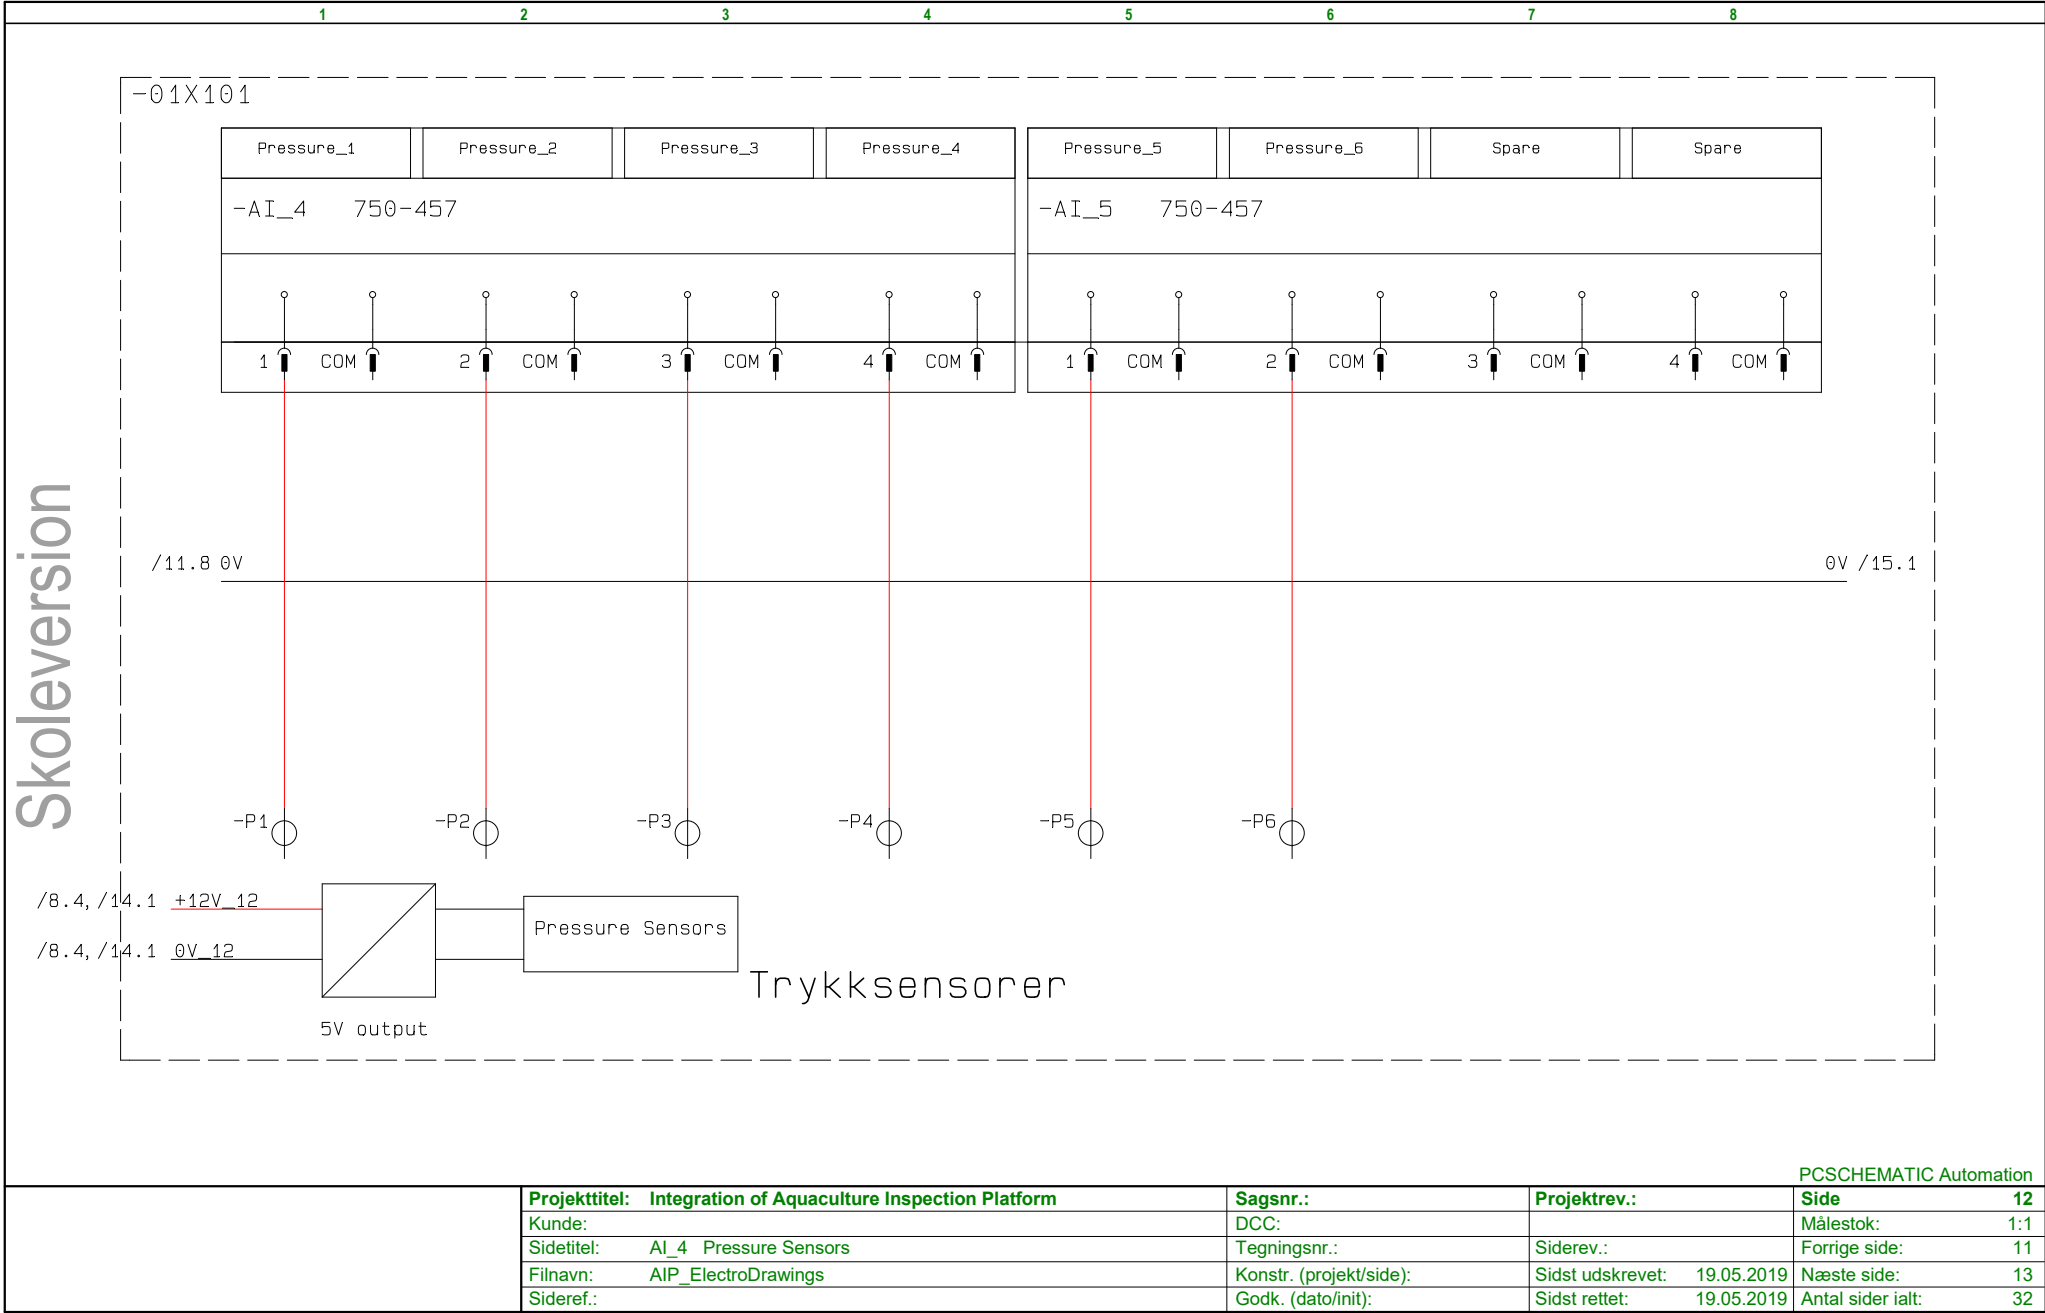 1 2 3 4 5 6 7 8
-01X101
Pressure_1 Pressure_2 Pressure_3 Pressure_4 Pressure_5 Pressure_6 Spare Spare
-AI_4 750-457 -AI_5 750-457
1 COM 2 COM 3 COM 4 COM 1 COM 2 COM 3 COM 4 COM
Skoleversion
/11.8 0V 0V /15.1
-P1 -P2 -P3 -P4 -P5 -P6
/8.4,/14.1 +12V_12
Pressure Sensors
/8.4,/14.1 0V_12
Trykksensorer
5V output
PCSCHEMATIC Automation
Projekttitel: Integration of Aquaculture Inspection Platform Sagsnr.: Projektrev.: Side 12
Kunde: DCC: Målestok: 1:1
Sidetitel: AI_4 Pressure Sensors Tegningsnr.: Siderev.: Forrige side: 11
Filnavn: AIP_ElectroDrawings Konstr. (projekt/side): Sidst udskrevet: 19.05.2019 Næste side: 13
Sideref.: Godk. (dato/init): Sidst rettet: 19.05.2019 Antal sider ialt: 32